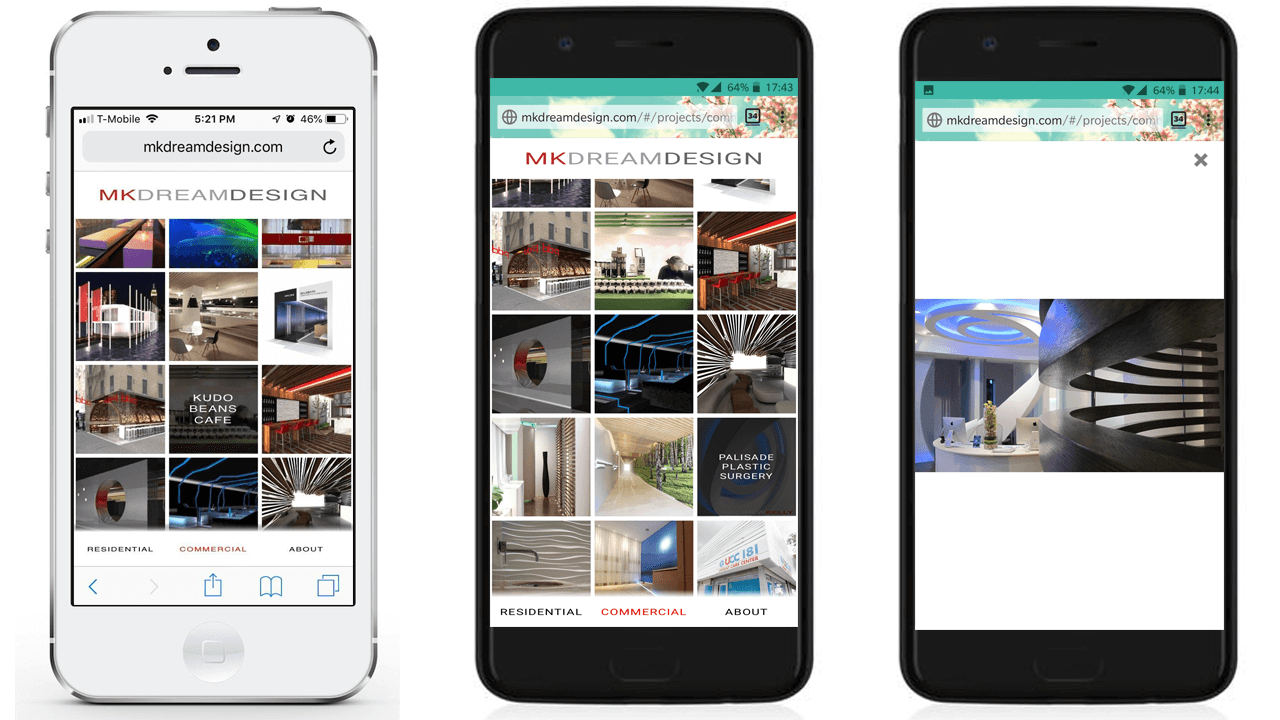 T-Mobile
5:21 PM
46%
mkdreamdesign.com
MKDREAMDESIGN
KUDO
BEANS
CAFE
RESIDENTIAL
COMMERCIAL
ABOUT
64%
17:43
mkdreamdesign.com/#/projects/com
34
MKDREAMDESIGN
PALISADE
PLASTIC
SURGERY
UCC 181
RESIDENTIAL
COMMERCIAL
ABOUT
64%
17:44
mkdreamdesign.com/#/projects/com
34